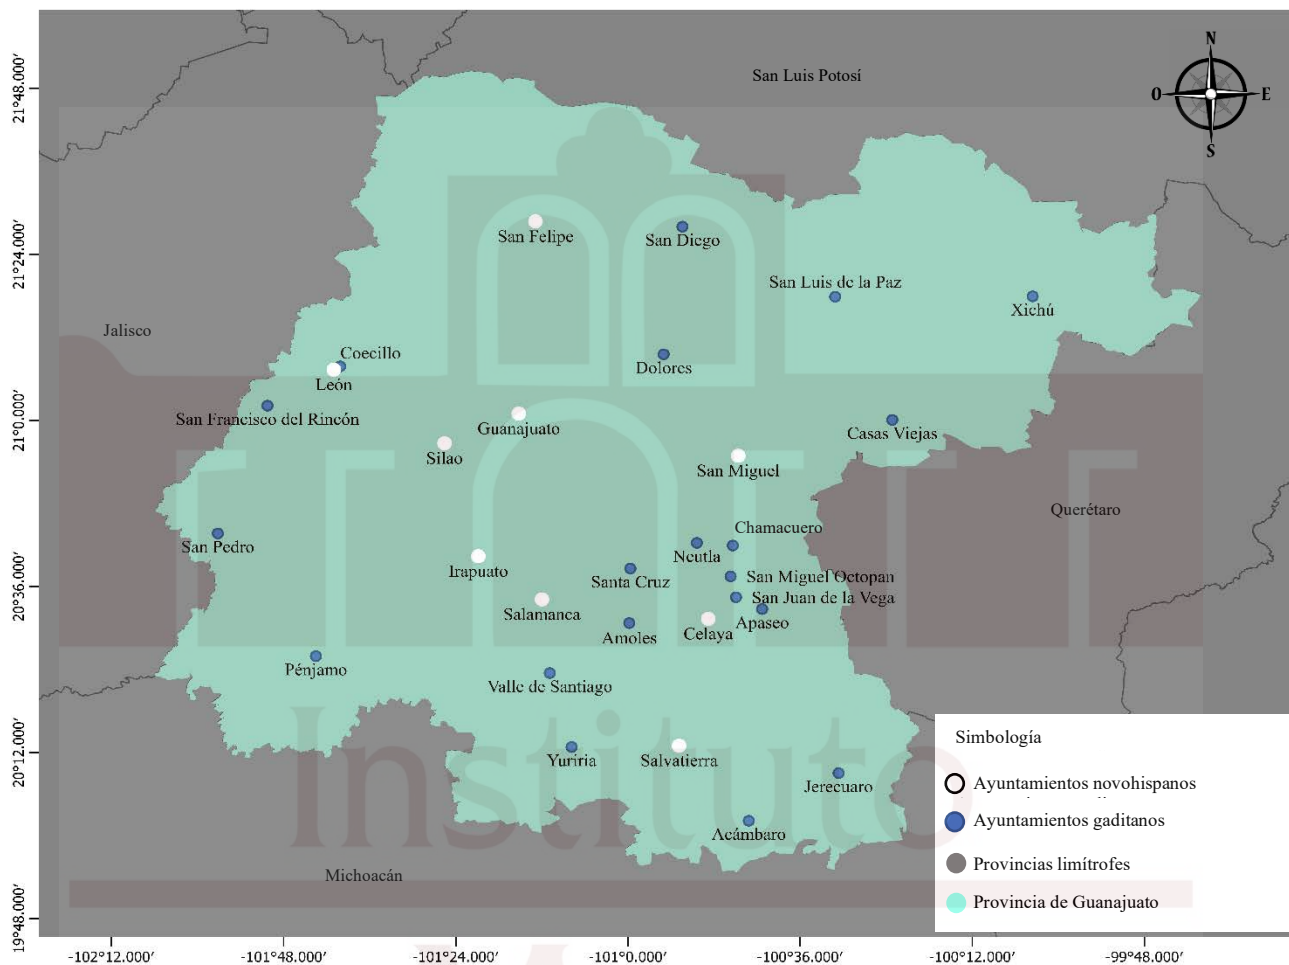 N
O
E
S
San Luis Potosí
San Felipe
San Diego
San Luis de la Paz
Xichú
Jalisco
Coecillo
León
Dolores
San Francisco del Rincón
Guanajuato
Casas Viejas
Silao
San Miguel
Querétaro
Chamacuero
San Pedro
Neutla
Irapuato
Santa Cruz
San Miguel Octopan
San Juan de la Vega
Salamanca
Apaseo
Celaya
Amoles
Pénjamo
Valle de Santiago
Instituto
Yuriria
Salvatierra
Jerecuaro
Acámbaro
Michoacán
Simbología
Ayuntamientos novohispanos
Ayuntamientos gaditanos
Provincias limítrofes
Provincia de Guanajuato
21°48.000′
21°24.000′
21°0.000′
20°36.000′
20°12.000′
19°48.000′
-102°12.000′
-101°48.000′
-101°24.000′
-101°0.000′
-100°36.000′
-100°12.000′
-99°48.000′